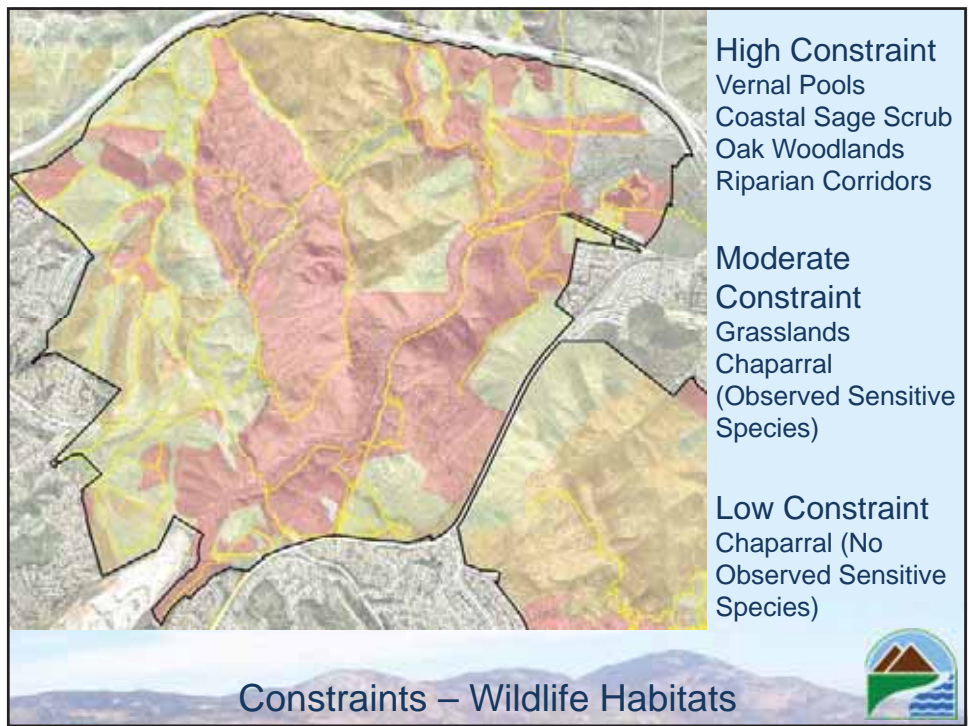 High Constraint
Vernal Pools
Coastal Sage Scrub
Oak Woodlands
Riparian Corridors
Moderate
Constraint
Grasslands
Chaparral
(Observed Sensitive
Species)
Low Constraint
Chaparral (No
Observed Sensitive
Species)
Constraints – Wildlife Habitats